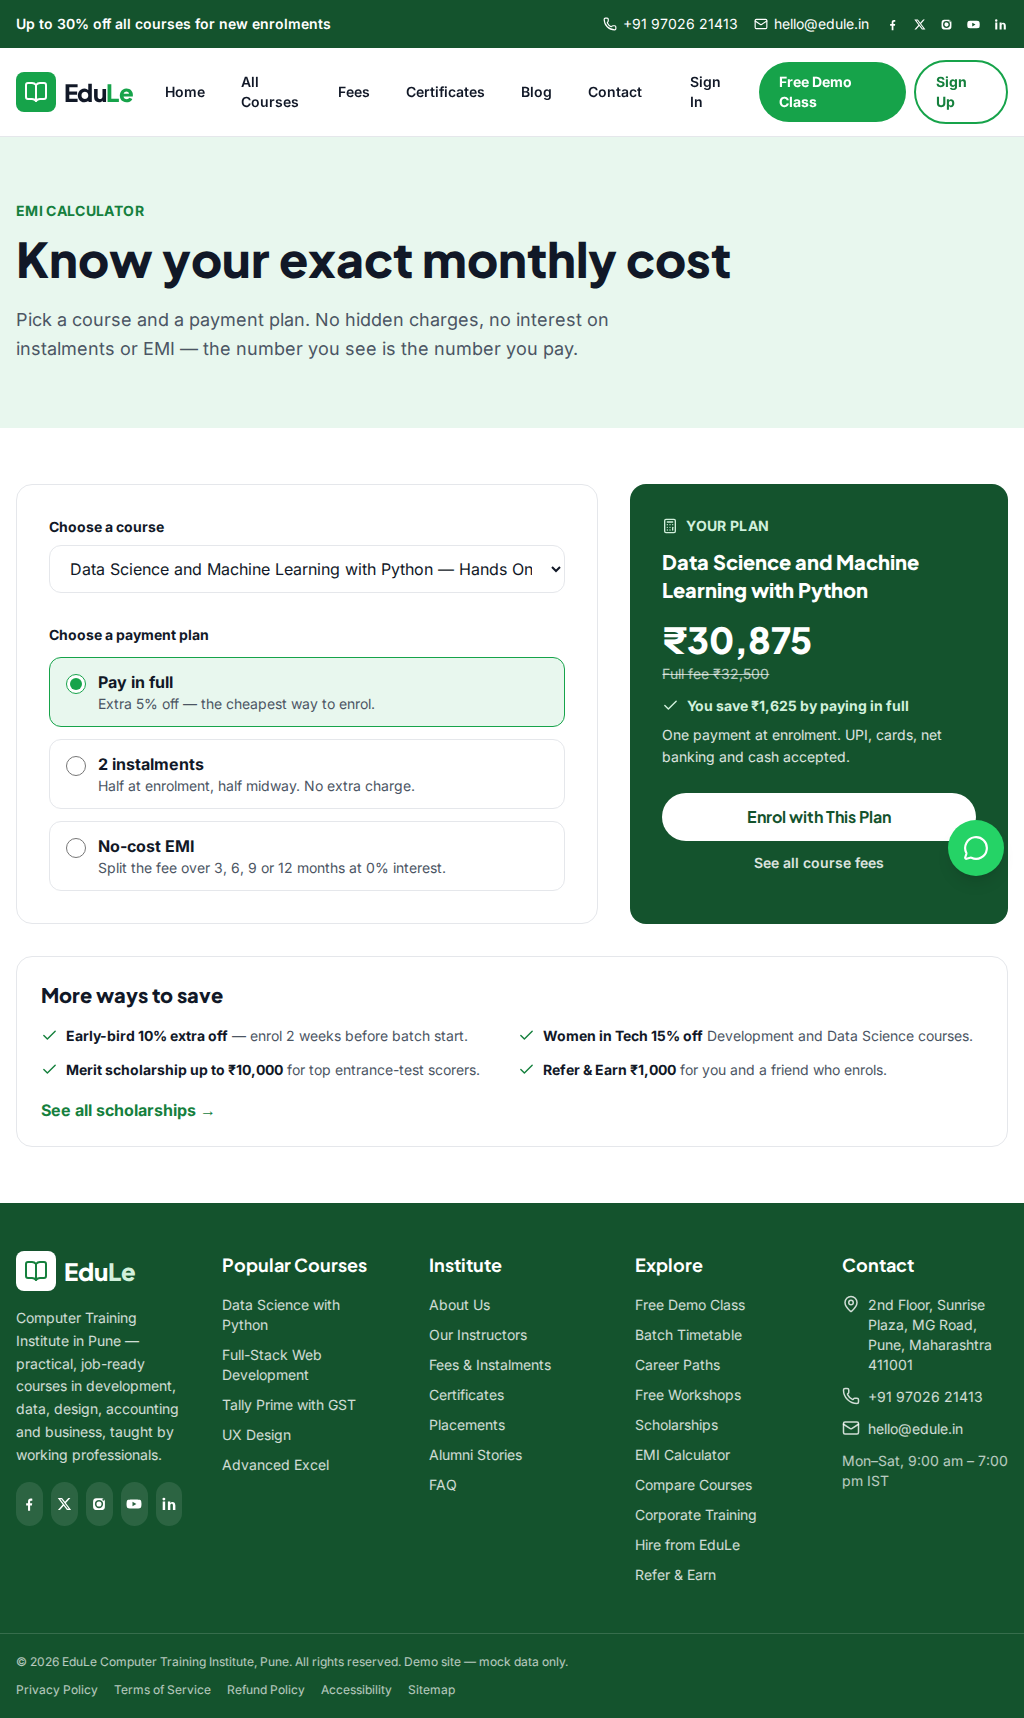 Up to 30% off all courses for new enrolments
+91 97026 21413
hello@edule.in
EduLe
Home
All
Courses
Fees
Certificates
Blog
Contact
Sign
In
Free Demo
Class
Sign
Up
EMI CALCULATOR
Know your exact monthly cost
Pick a course and a payment plan. No hidden charges, no interest on
instalments or EMI — the number you see is the number you pay.
Choose a course
Data Science and Machine Learning with Python — Hands On
Choose a payment plan
Pay in full
Extra 5% off — the cheapest way to enrol.
2 instalments
Half at enrolment, half midway. No extra charge.
No-cost EMI
Split the fee over 3, 6, 9 or 12 months at 0% interest.
YOUR PLAN
Data Science and Machine
Learning with Python
₹30,875
Full fee ₹32,500
You save ₹1,625 by paying in full
One payment at enrolment. UPI, cards, net
banking and cash accepted.
Enrol with This Plan
See all course fees
More ways to save
Early-bird 10% extra off — enrol 2 weeks before batch start.
Women in Tech 15% off Development and Data Science courses.
Merit scholarship up to ₹10,000 for top entrance-test scorers.
Refer & Earn ₹1,000 for you and a friend who enrols.
See all scholarships →
EduLe
Computer Training
Institute in Pune —
practical, job-ready
courses in development,
data, design, accounting
and business, taught by
working professionals.
Popular Courses
Data Science with
Python
Full-Stack Web
Development
Tally Prime with GST
UX Design
Advanced Excel
Institute
About Us
Our Instructors
Fees & Instalments
Certificates
Placements
Alumni Stories
FAQ
Explore
Free Demo Class
Batch Timetable
Career Paths
Free Workshops
Scholarships
EMI Calculator
Compare Courses
Corporate Training
Hire from EduLe
Refer & Earn
Contact
2nd Floor, Sunrise
Plaza, MG Road,
Pune, Maharashtra
411001
+91 97026 21413
hello@edule.in
Mon–Sat, 9:00 am – 7:00
pm IST
© 2026 EduLe Computer Training Institute, Pune. All rights reserved. Demo site — mock data only.
Privacy Policy
Terms of Service
Refund Policy
Accessibility
Sitemap